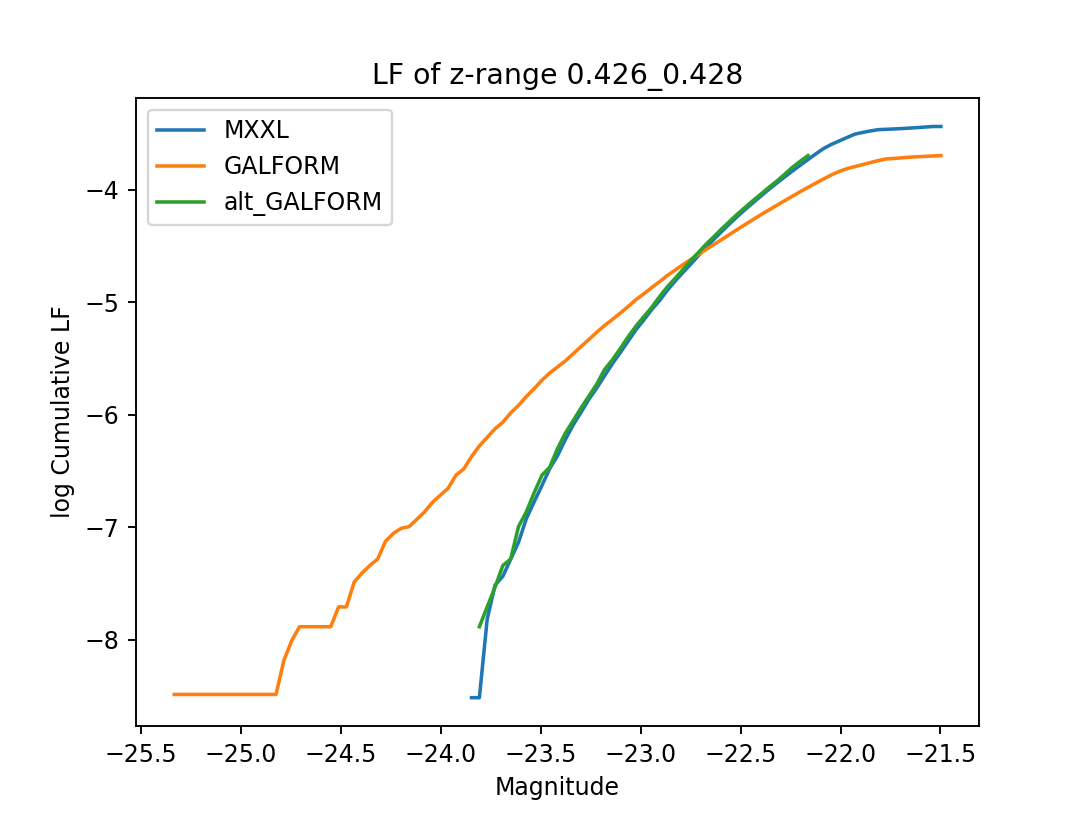 LF of z-range 0.426_0.428
MXXL
GALFORM
alt_GALFORM
−4
−5
−6
−7
−8
log Cumulative LF
−25.5 −25.0 −24.5 −24.0 −23.5 −23.0 −22.5 −22.0 −21.5
Magnitude